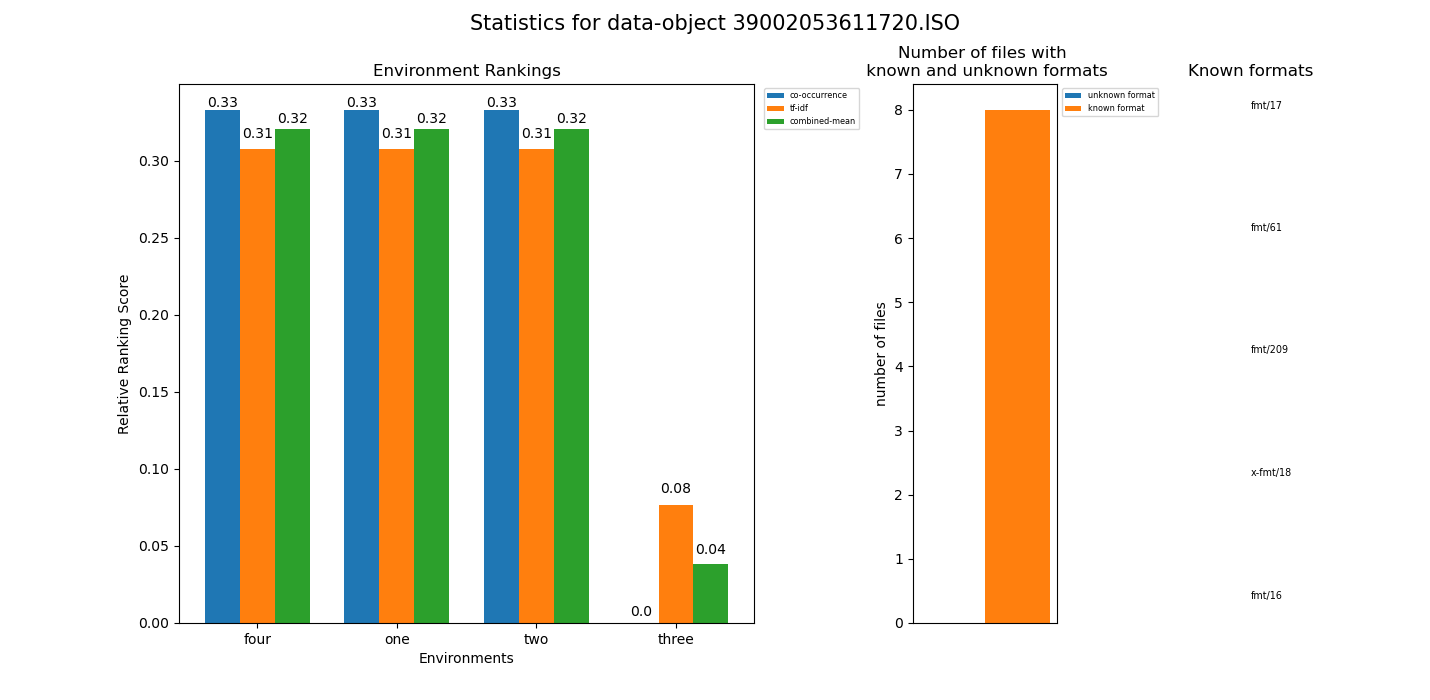 Statistics for data-object 39002053611720.ISO
Environment Rankings
0.33
0.31
0.32
0.33
0.31
0.32
0.33
0.31
0.32
0.0
0.08
0.04
0.30
0.25
0.20
0.15
0.10
0.05
0.00
Relative Ranking Score
four one two three
Environments
co-occurrence
tf-idf
combined-mean
Number of files with
known and unknown formats
8
7
6
5
4
3
2
1
0
number of files
unknown format
known format
Known formats
fmt/17
fmt/61
fmt/209
x-fmt/18
fmt/16